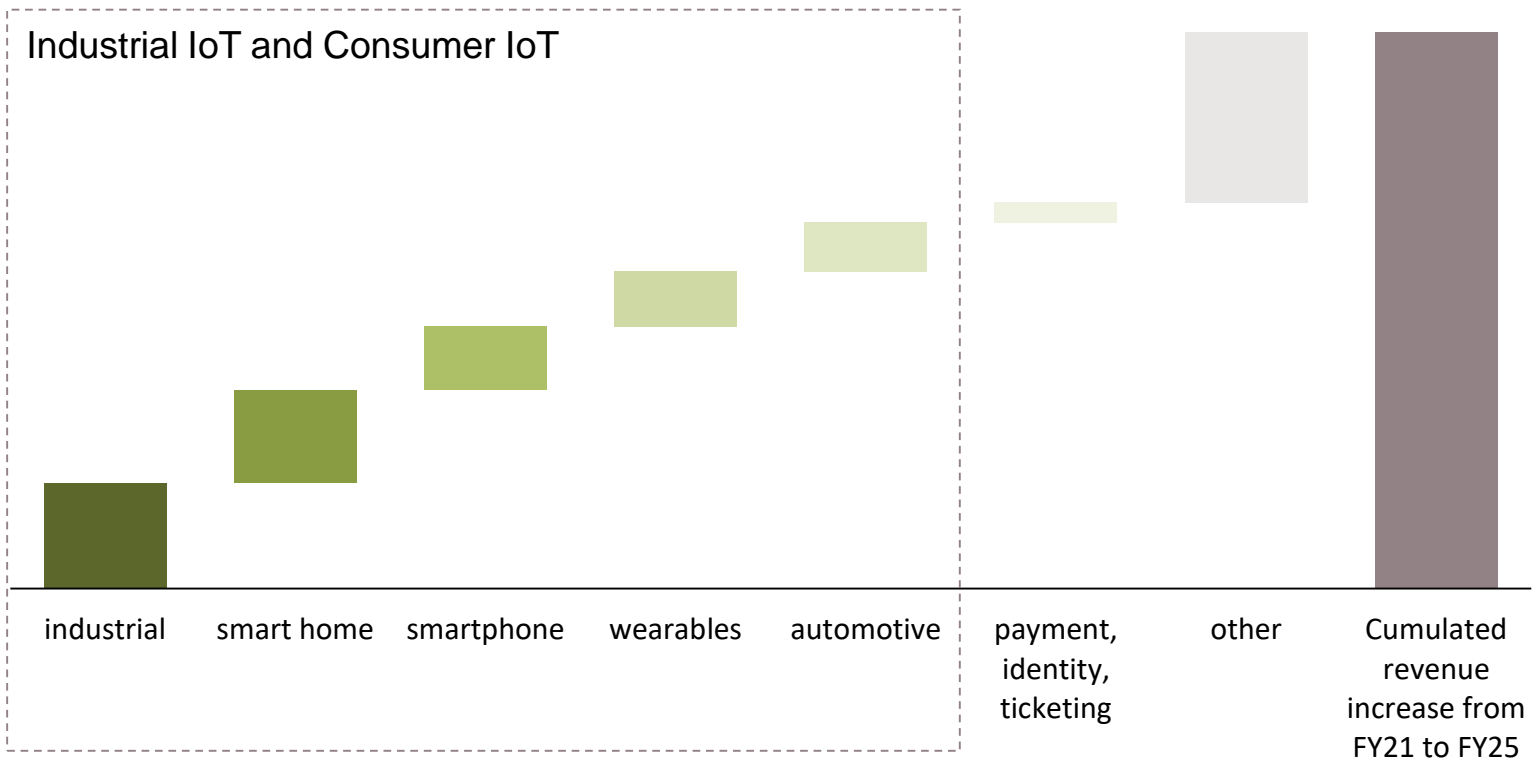 Industrial IoT and Consumer IoT
industrial
smart home
smartphone
wearables
automotive
payment,
identity,
ticketing
other
Cumulated
revenue
increase from
FY21 to FY25